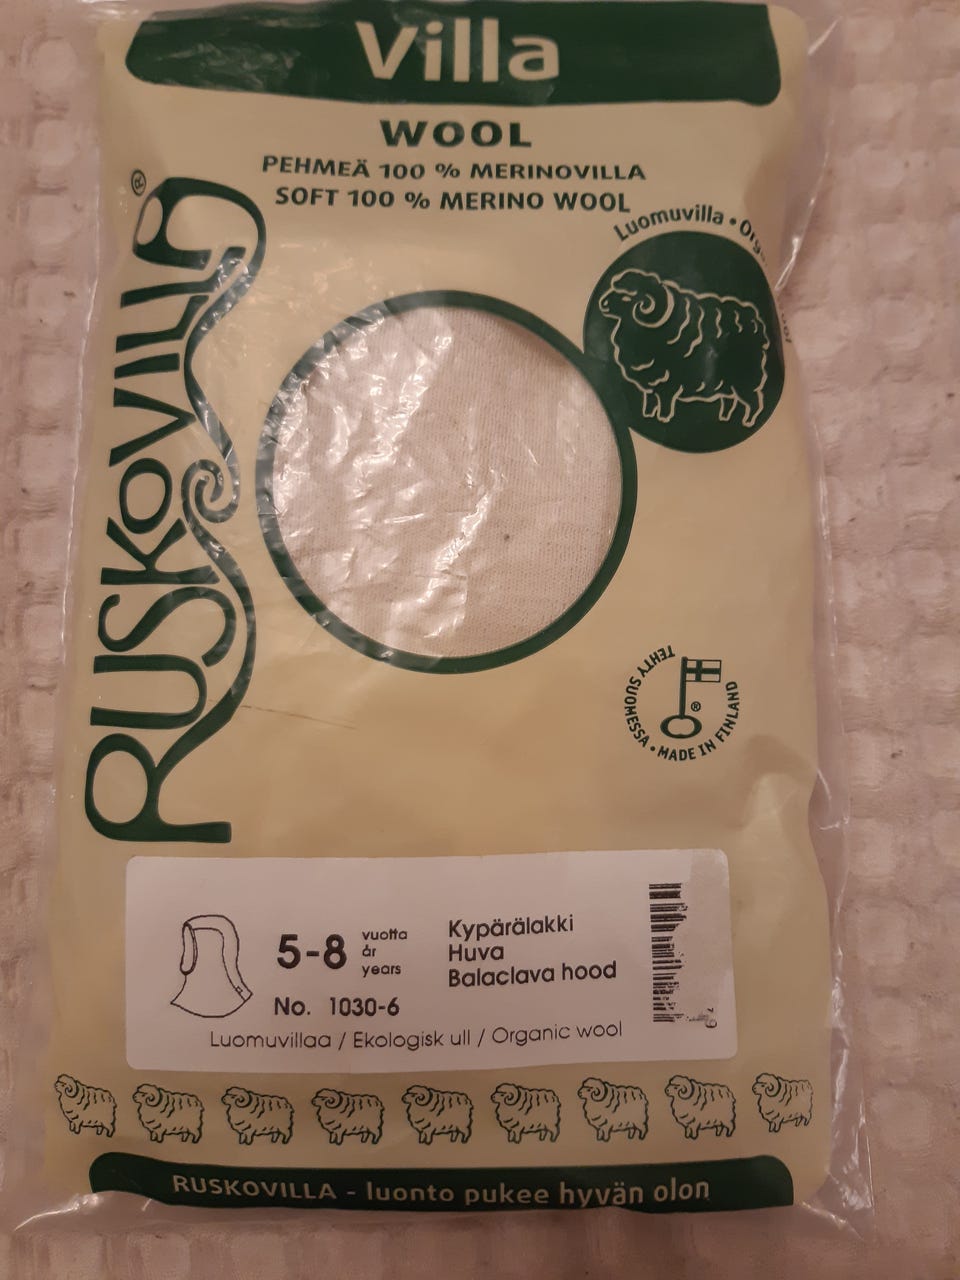 Villa
WOOL
PEHMEÄ 100 % MERINOVILLA
SOFT 100 % MERINO WOOL
Luomuvilla •
RUSKOVILLA®
TEHTY SUOMESSA • MADE IN FINLAND
®
5-8 vuotta
år
years
Kypärälakki
Huva
Balaclava hood
No. 1030-6
Luomuvillaa / Ekologisk ull / Organic wool
RUSKOVILLA - luonto pukee hyvän olon